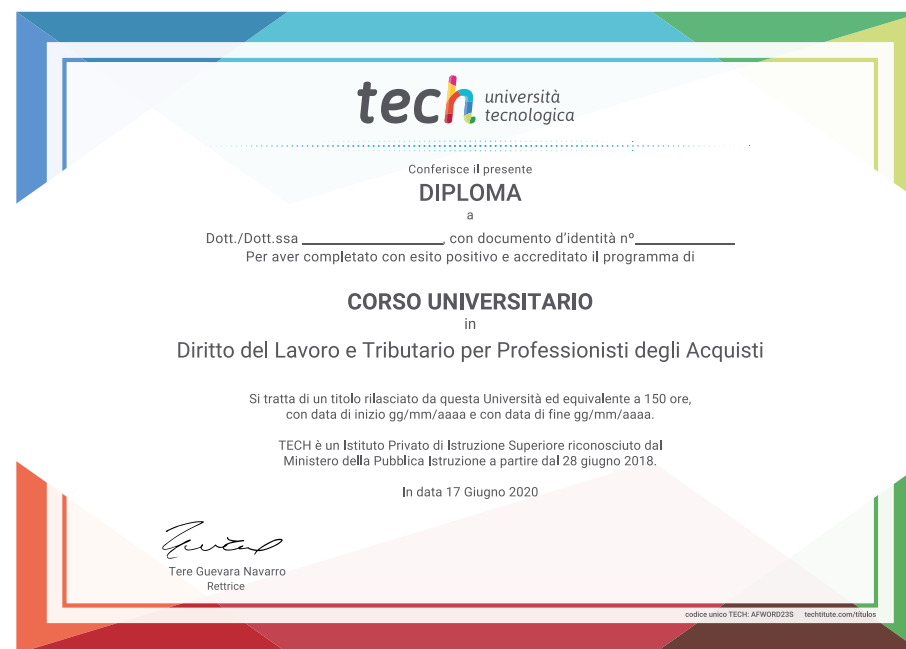 tech università
tecnologica
Conferisce il presente
DIPLOMA
a
Dott./Dott.ssa ____________________, con documento d'identità nº______________
Per aver completato con esito positivo e accreditato il programma di
CORSO UNIVERSITARIO
in
Diritto del Lavoro e Tributario per Professionisti degli Acquisti
Si tratta di un titolo rilasciato da questa Università ed equivalente a 150 ore,
con data di inizio gg/mm/aaaa e con data di fine gg/mm/aaaa.
TECH è un Istituto Privato di Istruzione Superiore riconosciuto dal
Ministero della Pubblica Istruzione a partire dal 28 giugno 2018.
In data 17 Giugno 2020
Tere Guevara Navarro
Rettrice
codice unico TECH: AFWORD23S techtitute.com/titulos